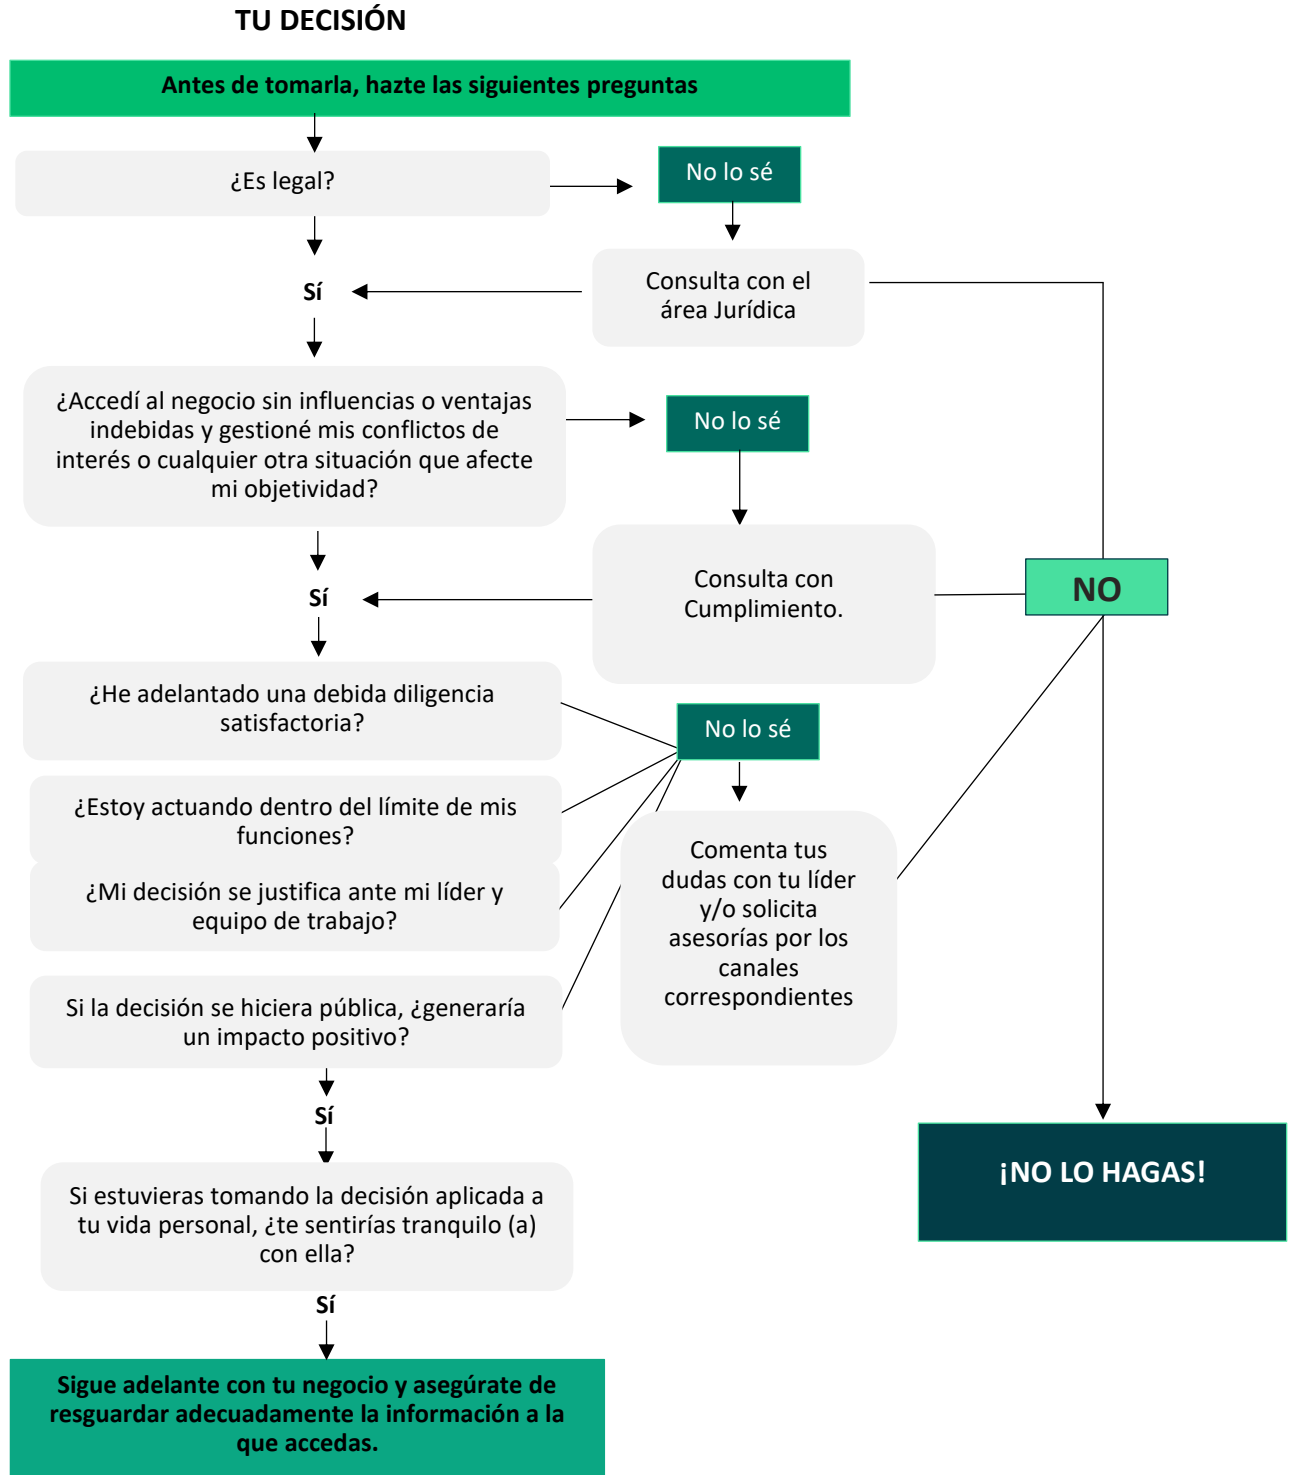 TU DECISIÓN
Antes de tomarla, hazte las siguientes preguntas
¿Es legal?
No lo sé
Consulta con el
área Jurídica
Sí
¿Accedí al negocio sin influencias o ventajas
indebidas y gestioné mis conflictos de
interés o cualquier otra situación que afecte
mi objetividad?
No lo sé
Consulta con
Cumplimiento.
NO
Sí
¿He adelantado una debida diligencia
satisfactoria?
No lo sé
¿Estoy actuando dentro del límite de mis
funciones?
¿Mi decisión se justifica ante mi líder y
equipo de trabajo?
Comenta tus
dudas con tu líder
y/o solicita
asesorías por los
canales
correspondientes
Si la decisión se hiciera pública, ¿generaría
un impacto positivo?
Sí
¡NO LO HAGAS!
Si estuvieras tomando la decisión aplicada a
tu vida personal, ¿te sentirías tranquilo (a)
con ella?
Sí
Sigue adelante con tu negocio y asegúrate de
resguardar adecuadamente la información a la
que accedas.